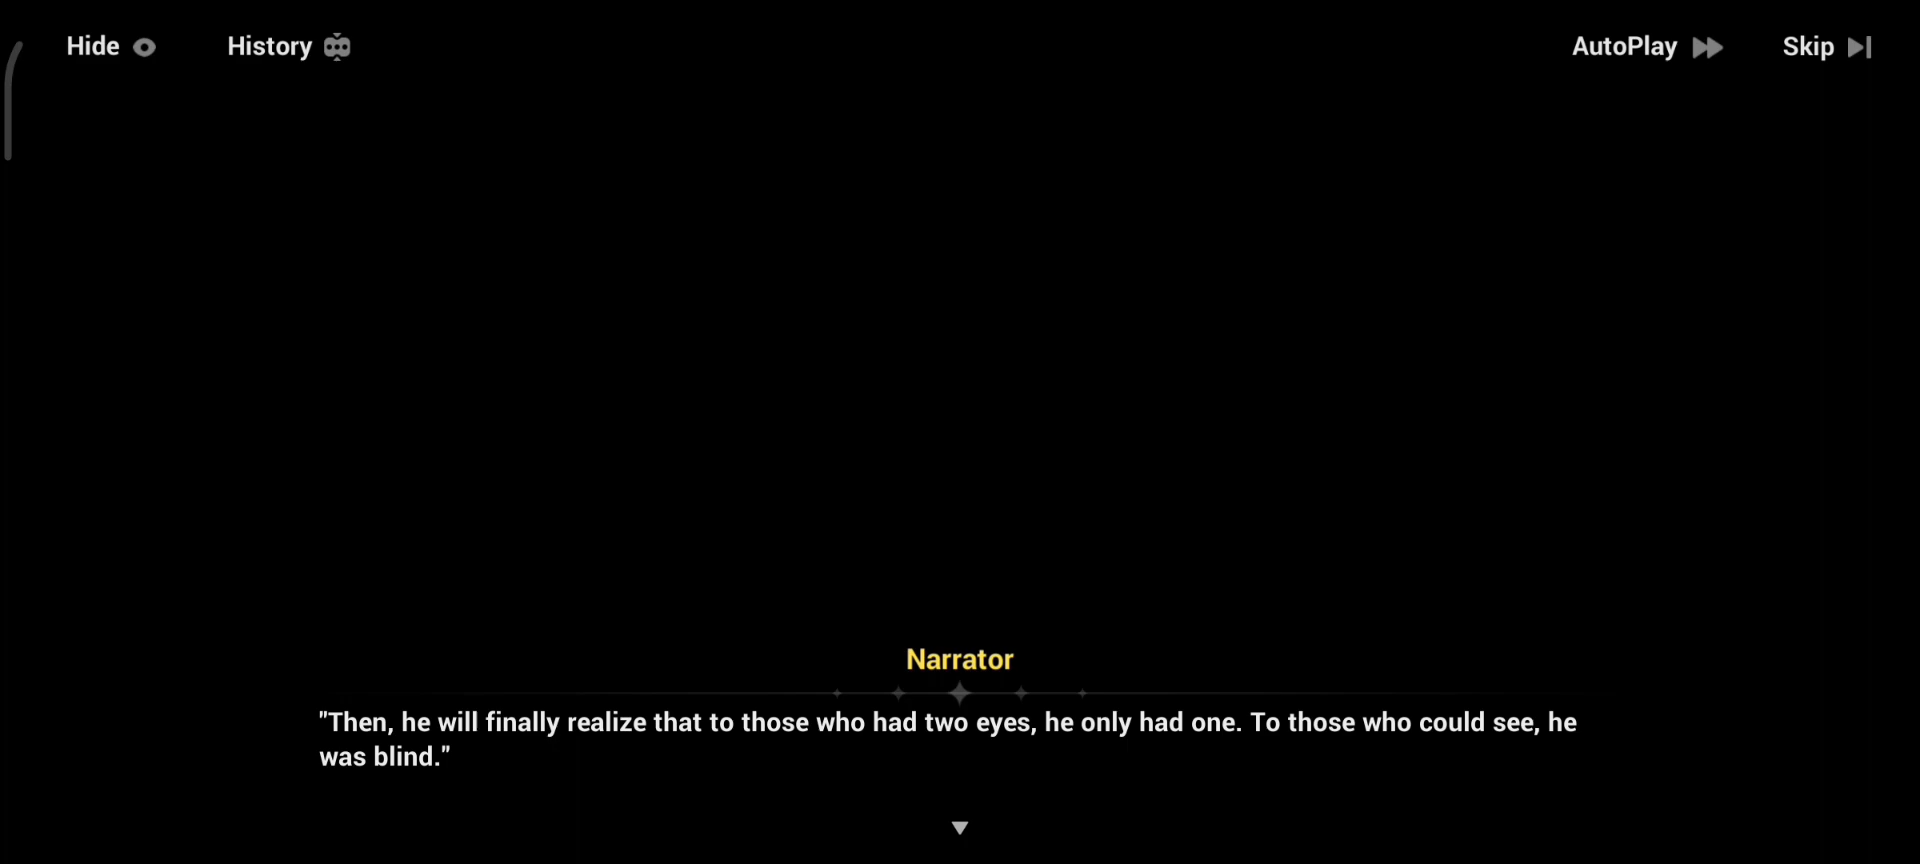 Hide
History
AutoPlay
Skip
Narrator
"Then, he will finally realize that to those who had two eyes, he only had one. To those who could see, he
was blind."